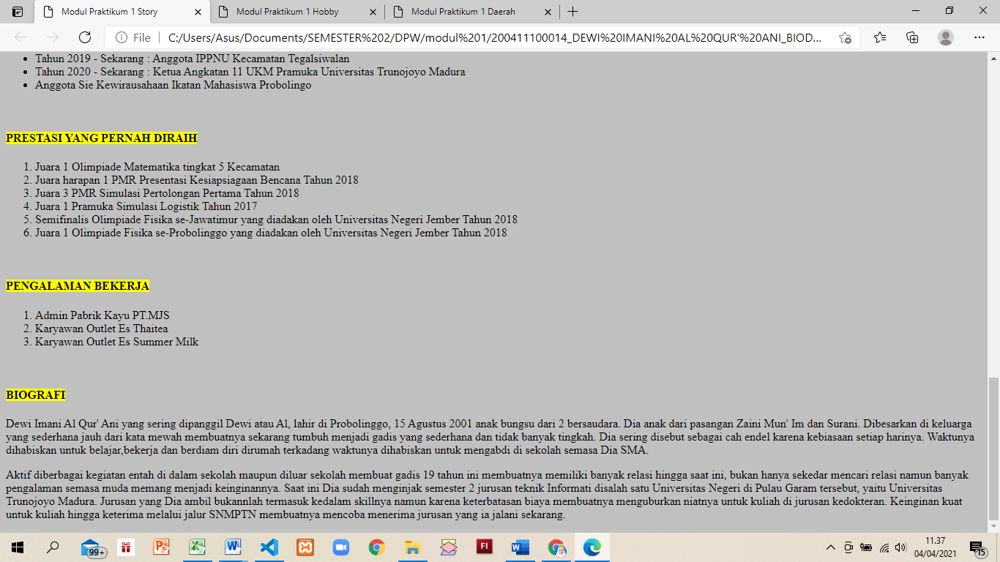 Modul Praktikum 1 Story
Modul Praktikum 1 Hobby
Modul Praktikum 1 Daerah
File
C:/Users/Asus/Documents/SEMESTER%202/DPW/modul%201/200411100014_DEWI%20IMANI%20AL%20QUR'%20ANI_BIOD...
Tahun 2019 - Sekarang : Anggota IPPNU Kecamatan Tegalsiwalan
Tahun 2020 - Sekarang : Ketua Angkatan 11 UKM Pramuka Universitas Trunojoyo Madura
Anggota Sie Kewirausahaan Ikatan Mahasiswa Probolingo
PRESTASI YANG PERNAH DIRAIH
1. Juara 1 Olimpiade Matematika tingkat 5 Kecamatan
2. Juara harapan 1 PMR Presentasi Kesiapsiagaan Bencana Tahun 2018
3. Juara 3 PMR Simulasi Pertolongan Pertama Tahun 2018
4. Juara 1 Pramuka Simulasi Logistik Tahun 2017
5. Semifinalis Olimpiade Fisika se-Jawatimur yang diadakan oleh Universitas Negeri Jember Tahun 2018
6. Juara 1 Olimpiade Fisika se-Probolinggo yang diadakan oleh Universitas Negeri Jember Tahun 2018
PENGALAMAN BEKERJA
1. Admin Pabrik Kayu PT.MJS
2. Karyawan Outlet Es Thaitea
3. Karyawan Outlet Es Summer Milk
BIOGRAFI
Dewi Imani Al Qur' Ani yang sering dipanggil Dewi atau Al, lahir di Probolinggo, 15 Agustus 2001 anak bungsu dari 2 bersaudara. Dia anak dari pasangan Zaini Mun' Im dan Surani. Dibesarkan di keluarga
yang sederhana jauh dari kata mewah membuatnya sekarang tumbuh menjadi gadis yang sederhana dan tidak banyak tingkah. Dia sering disebut sebagai cah endel karena kebiasaan setiap harinya. Waktunya
dihabiskan untuk belajar,bekerja dan berdiam diri dirumah terkadang waktunya dihabiskan untuk mengabdi di sekolah semasa Dia SMA.
Aktif diberbagai kegiatan entah di dalam sekolah maupun diluar sekolah membuat gadis 19 tahun ini membuatnya memiliki banyak relasi hingga saat ini, bukan hanya sekedar mencari relasi namun banyak
pengalaman semasa muda memang menjadi keinginannya. Saat ini Dia sudah menginjak semester 2 jurusan teknik Informati disalah satu Universitas Negeri di Pulau Garam tersebut, yaitu Universitas
Trunojoyo Madura. Jurusan yang Dia ambil bukannlah termasuk kedalam skillnya namun karena keterbatasan biaya membuatnya menguburkan niatnya untuk kuliah di jurusan kedokteran. Keinginan kuat
untuk kuliah hingga keterima melalui jalur SNMPTN membuatnya mencoba menerima jurusan yang ia jalani sekarang.
99+
Fl
11.37
04/04/2021
15